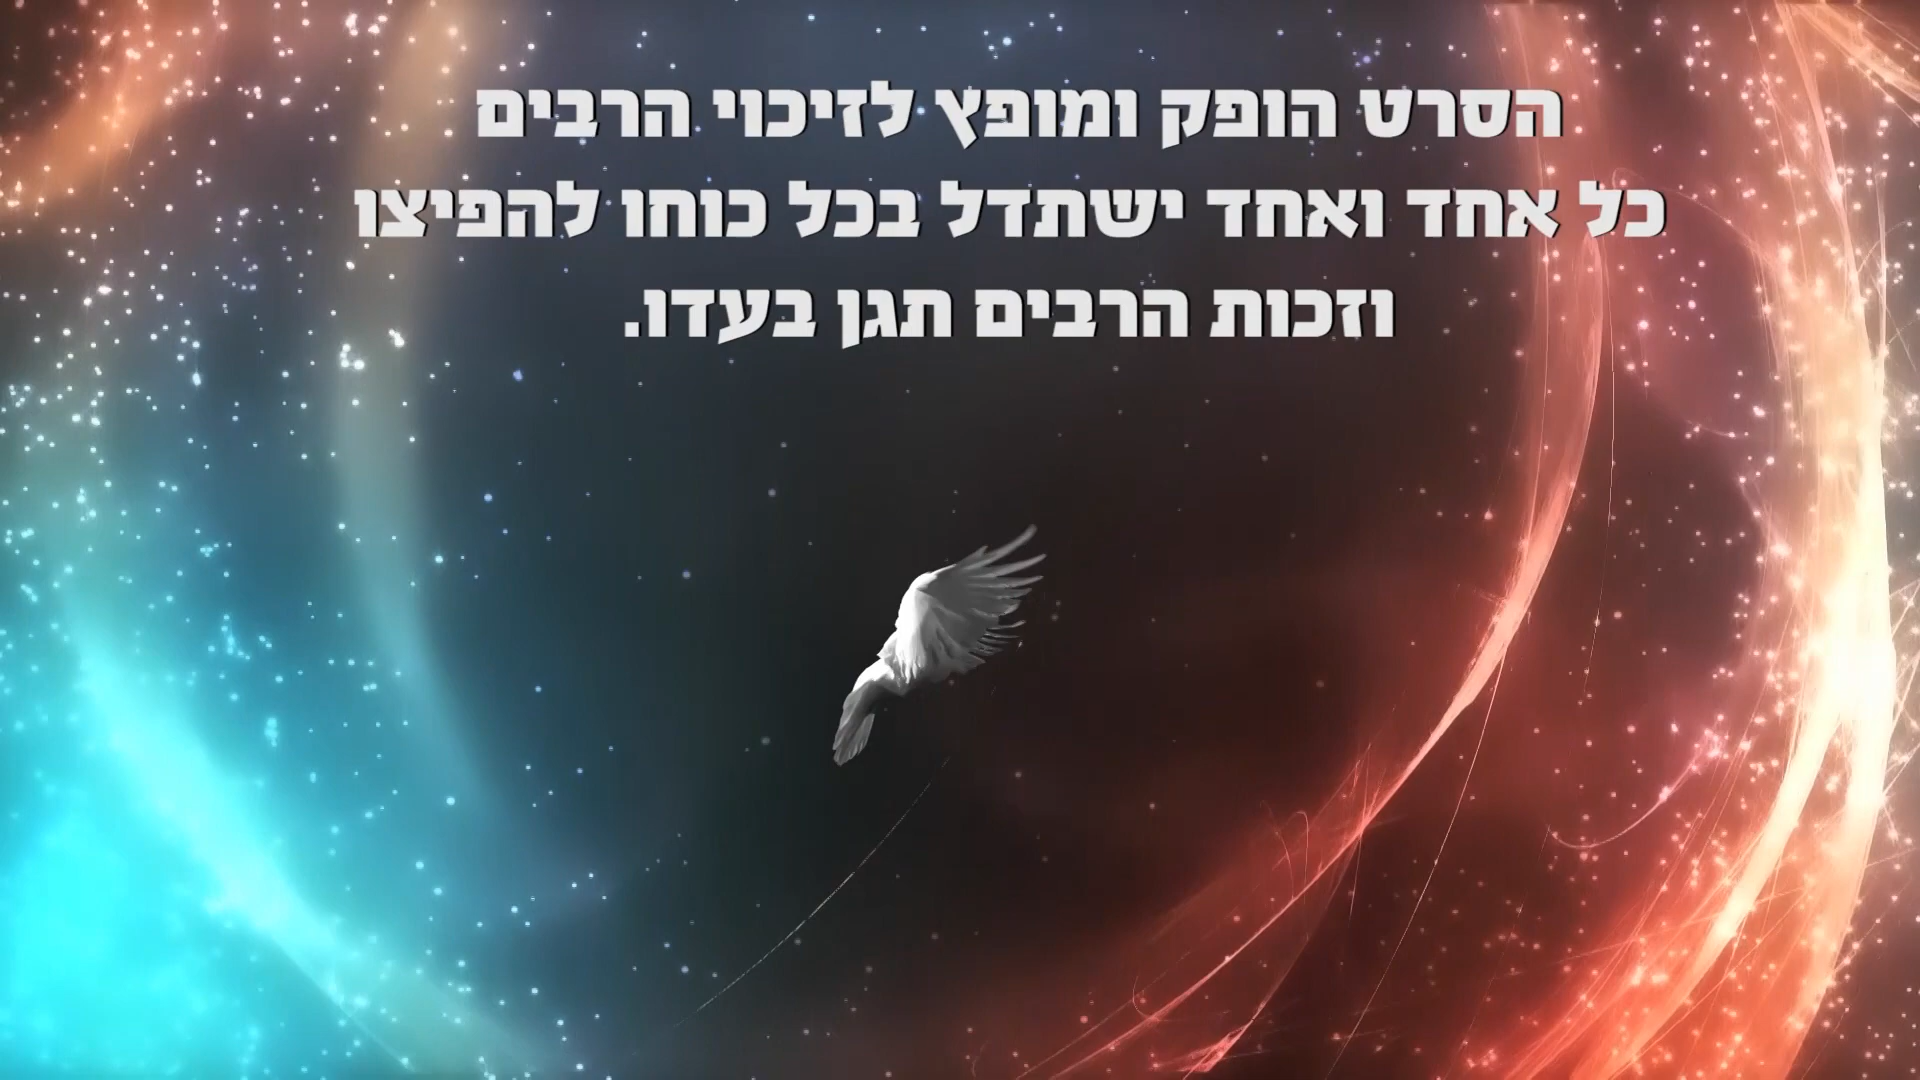 הסרט הופק ומופץ לזיכוי הרבים
כל אחד ואחד ישתדל בכל כוחו להפיצו
וזכות הרבים תגן בעדו.